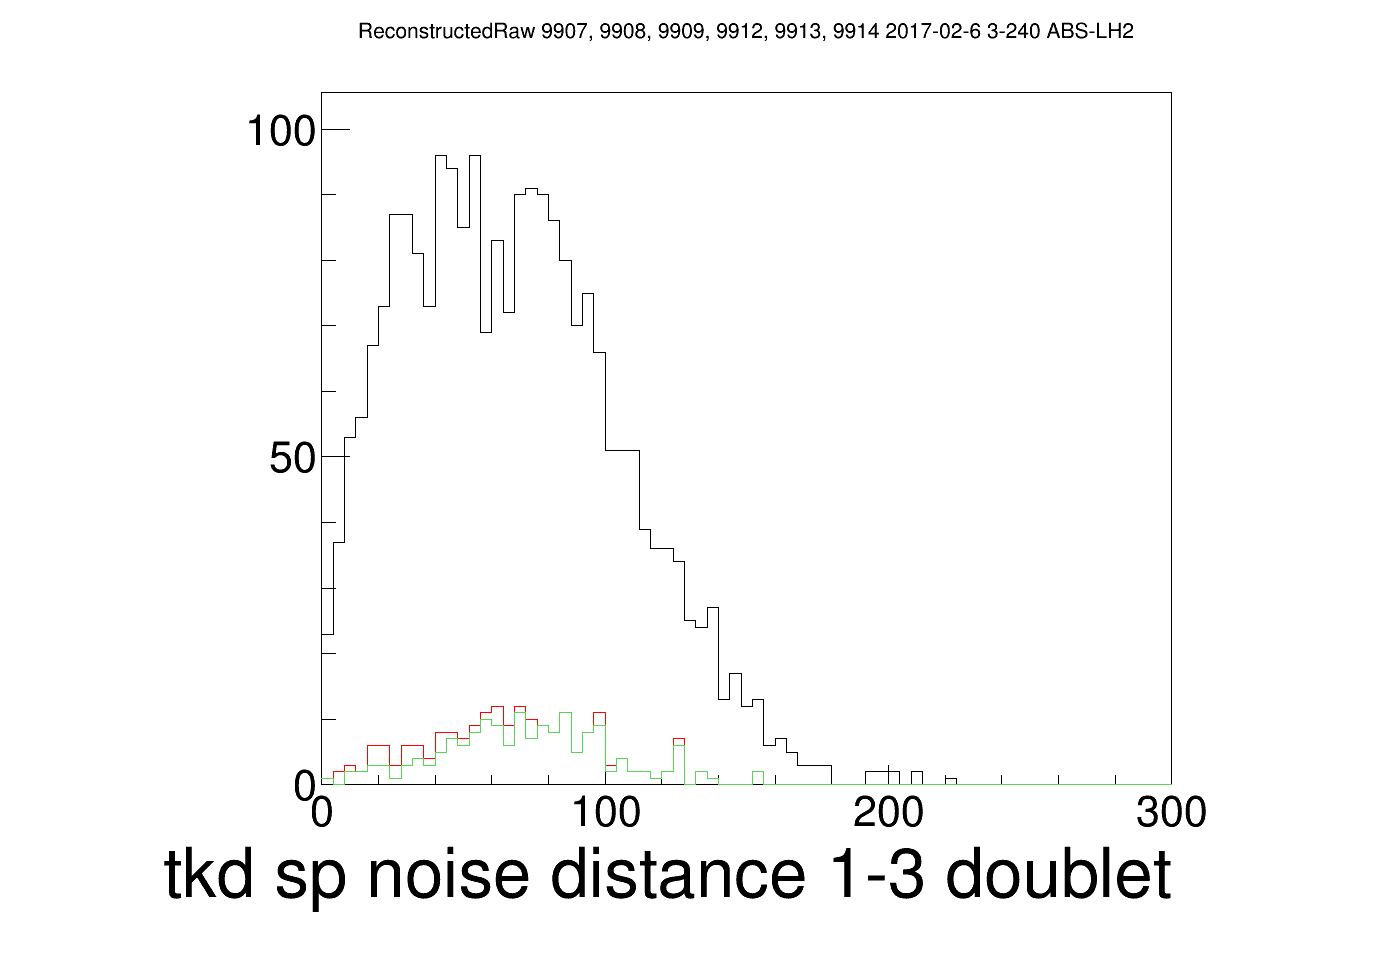 ReconstructedRaw 9907, 9908, 9909, 9912, 9913, 9914 2017-02-6 3-240 ABS-LH2
100
50
0
0 100 200 300
tkd sp noise distance 1-3 doublet